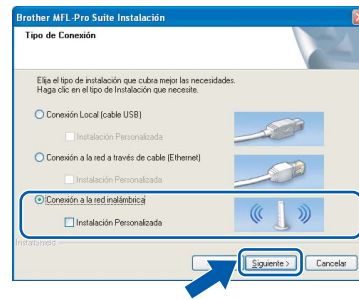 Brother MFL-Pro Suite Instalación
Tipo de Conexión
Elija el tipo de instalación que cubra mejor las necesidades.
Haga clic en el tipo de Instalación que necesite.
Conexión Local (cable USB)
Instalación Personalizada
Conexión a la red a través de cable (Ethernet)
Instalación Personalizada
Conexión a la red inalámbrica
Instalación Personalizada
InstallShield
Siguiente > Cancelar